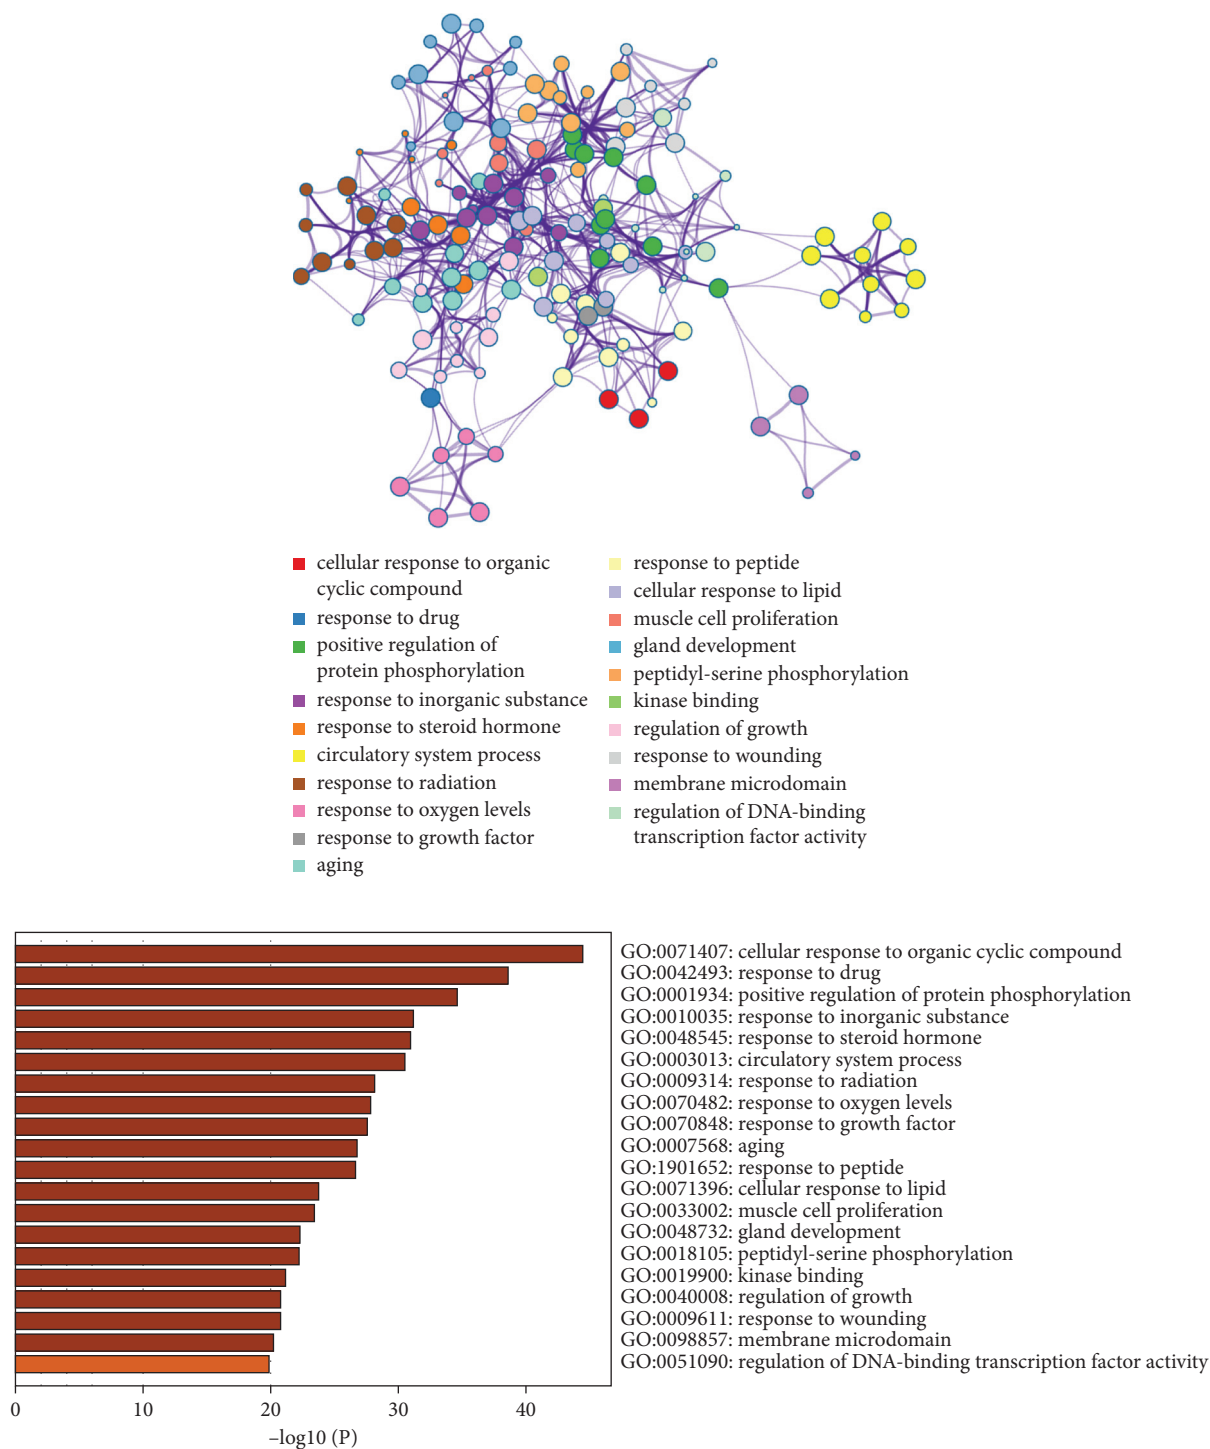 cellular response to organic
cyclic compound
response to drug
positive regulation of
protein phosphorylation
response to inorganic substance
response to steroid hormone
circulatory system process
response to radiation
response to oxygen levels
response to growth factor
aging
response to peptide
cellular response to lipid
muscle cell proliferation
gland development
peptidyl-serine phosphorylation
kinase binding
regulation of growth
response to wounding
membrane microdomain
regulation of DNA-binding
transcription factor activity
GO:0071407: cellular response to organic cyclic compound
GO:0042493: response to drug
GO:0001934: positive regulation of protein phosphorylation
GO:0010035: response to inorganic substance
GO:0048545: response to steroid hormone
GO:0003013: circulatory system process
GO:0009314: response to radiation
GO:0070482: response to oxygen levels
GO:0070848: response to growth factor
GO:0007568: aging
GO:1901652: response to peptide
GO:0071396: cellular response to lipid
GO:0033002: muscle cell proliferation
GO:0048732: gland development
GO:0018105: peptidyl-serine phosphorylation
GO:0019900: kinase binding
GO:0040008: regulation of growth
GO:0009611: response to wounding
GO:0098857: membrane microdomain
GO:0051090: regulation of DNA-binding transcription factor activity
0 10 20 30 40
–log10 (P)